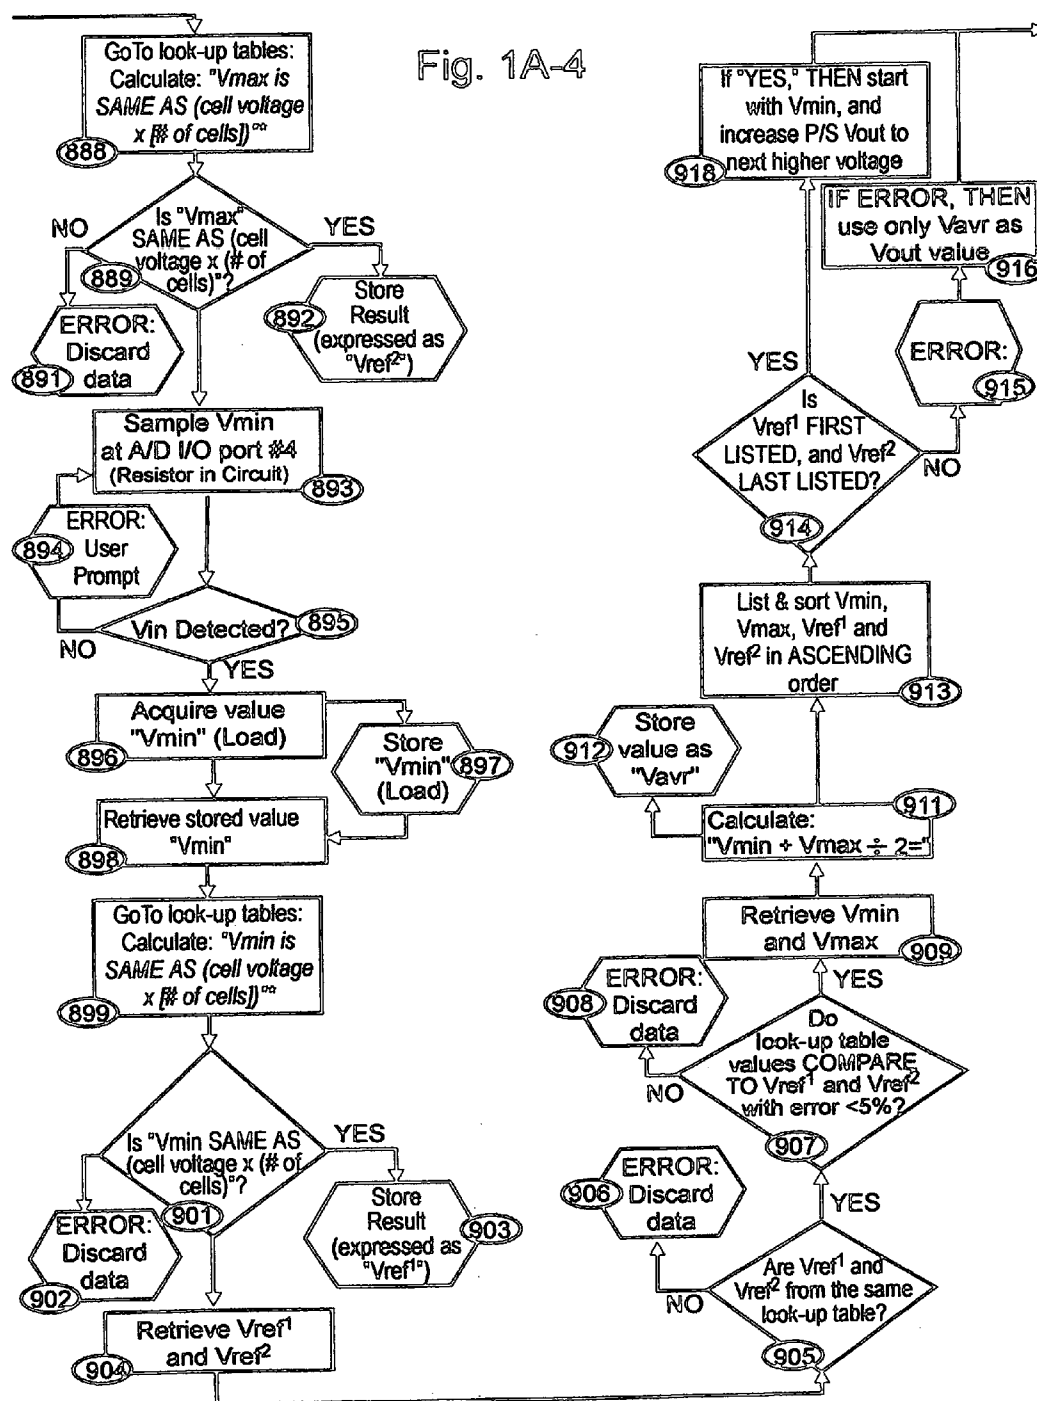 Fig. 1A-4
GoTo look-up tables:
Calculate: "Vmax is
SAME AS (cell voltage
x [# of cells])""
888
Is "Vmax"
SAME AS (cell
voltage x (# of
cells)"?
889
NO
YES
ERROR:
Discard
data
891
Store
Result
(expressed as
"Vref²")
892
Sample Vmin
at A/D I/O port #4
(Resistor in Circuit)
893
ERROR:
User
Prompt
894
Vin Detected?
895
NO
YES
Acquire value
"Vmin" (Load)
896
Store
"Vmin"
(Load)
897
Retrieve stored value
"Vmin"
898
GoTo look-up tables:
Calculate: "Vmin is
SAME AS (cell voltage
x [# of cells])""
899
Is "Vmin SAME AS
(cell voltage x (# of
cells)"?
901
YES
ERROR:
Discard
data
902
Store
Result
(expressed as
"Vref¹")
903
Retrieve Vref¹
and Vref²
904
Are Vref¹ and
Vref² from the same
look-up table?
905
NO
YES
ERROR:
Discard
data
906
Do
look-up table
values COMPARE
TO Vref¹ and Vref²
with error <5%?
907
NO
YES
ERROR:
Discard
data
908
Retrieve Vmin
and Vmax
909
Calculate:
"Vmin + Vmax ÷ 2="
911
Store
value as
"Vavr"
912
List & sort Vmin,
Vmax, Vref¹ and
Vref² in ASCENDING
order
913
Is
Vref¹ FIRST
LISTED, and Vref²
LAST LISTED?
914
YES
NO
ERROR:
915
IF ERROR, THEN
use only Vavr as
Vout value
916
If "YES," THEN start
with Vmin, and
increase P/S Vout to
next higher voltage
918